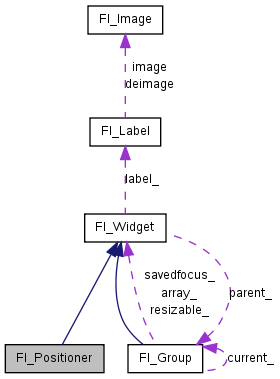 Fl_Image
image
deimage
Fl_Label
label_
Fl_Widget
savedfocus_
array_
resizable_
parent_
Fl_Positioner
Fl_Group
current_